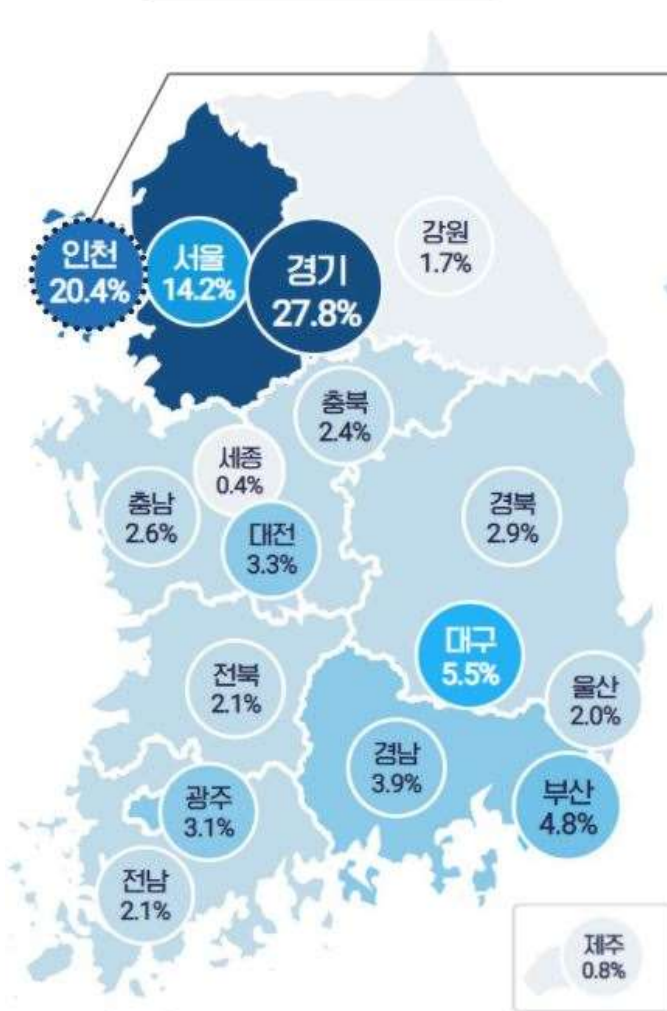 강원
1.7%
인천
20.4%
서울
14.2%
경기
27.8%
충북
2.4%
세종
0.4%
충남
2.6%
대전
3.3%
경북
2.9%
대구
5.5%
전북
2.1%
울산
2.0%
경남
3.9%
광주
3.1%
부산
4.8%
전남
2.1%
제주
0.8%